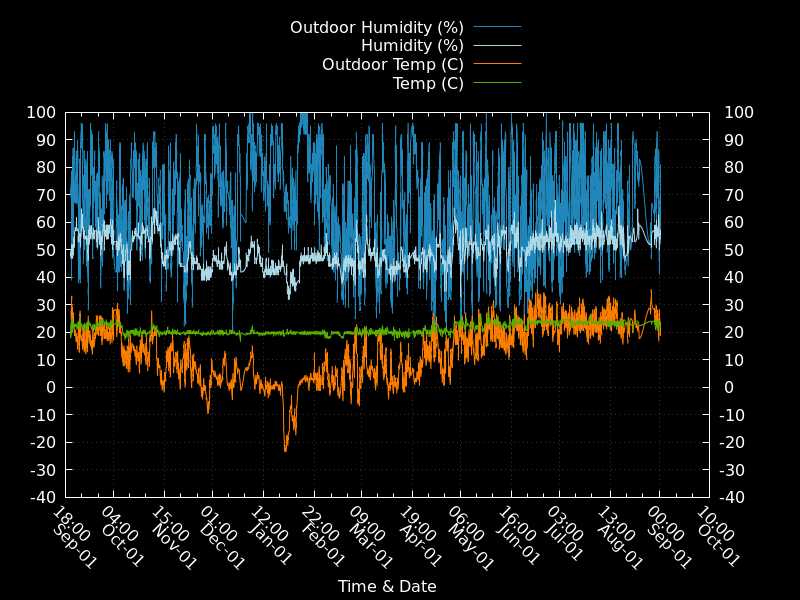 Outdoor Humidity (%)
Humidity (%)
Outdoor Temp (C)
Temp (C)
100 100
90 90
80 80
70 70
60 60
50 50
40 40
30 30
20 20
10 10
0 0
-10 -10
-20 -20
-30 -30
-40 -40
18:00 Sep-01
04:00 Oct-01
15:00 Nov-01
01:00 Dec-01
12:00 Jan-01
22:00 Feb-01
09:00 Mar-01
19:00 Apr-01
06:00 May-01
16:00 Jun-01
03:00 Jul-01
13:00 Aug-01
00:00 Sep-01
10:00 Oct-01
Time & Date